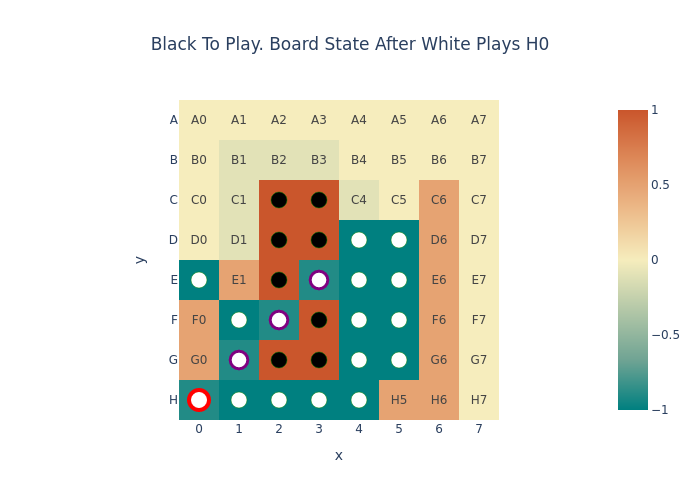 Black To Play. Board State After White Plays H0
A A0 A1 A2 A3 A4 A5 A6 A7
B B0 B1 B2 B3 B4 B5 B6 B7
C C0 C1 C4 C5 C6 C7
D D0 D1 D6 D7
E E1 E6 E7
F F0 F6 F7
G G0 G6 G7
H H5 H6 H7
0 1 2 3 4 5 6 7
x
y
1
0.5
0
−0.5
−1